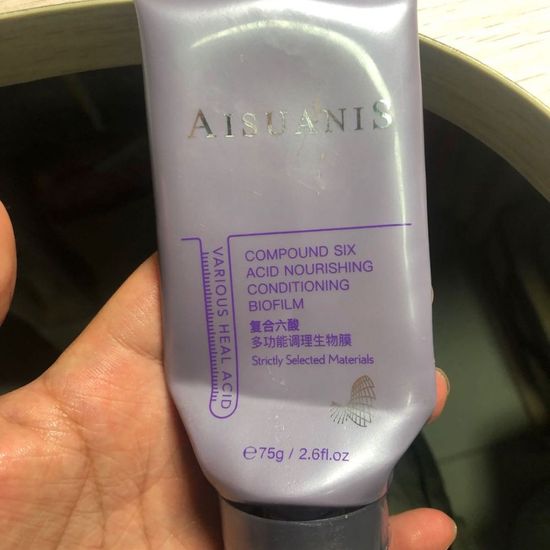 AISUANIS
COMPOUND SIX
ACID NOURISHING
CONDITIONING
BIOFILM
复合六酸
多功能调理生物膜
Strictly Selected Materials
VARIOUS HEAL ACID
℮75g / 2.6fl.oz